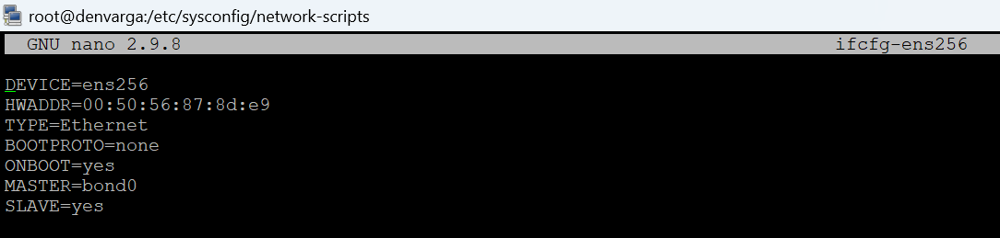 root@denvarga:/etc/sysconfig/network-scripts
GNU nano 2.9.8 ifcfg-ens256
DEVICE=ens256
HWADDR=00:50:56:87:8d:e9
TYPE=Ethernet
BOOTPROTO=none
ONBOOT=yes
MASTER=bond0
SLAVE=yes